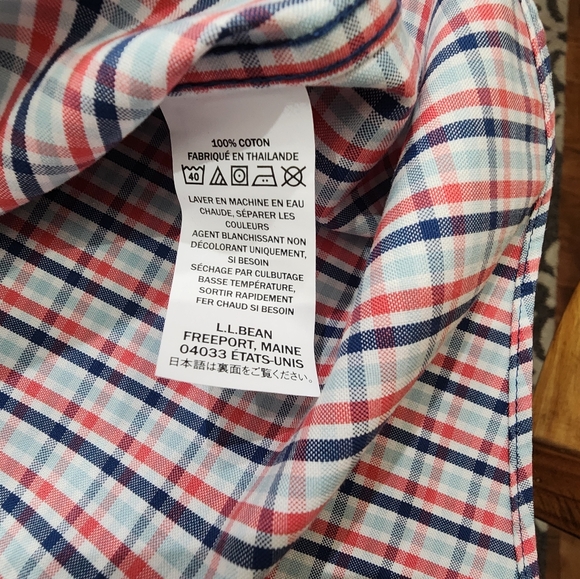 100% COTON
FABRIQUÉ EN THAILANDE
40
LAVER EN MACHINE EN EAU
CHAUDE, SÉPARER LES
COULEURS
AGENT BLANCHISSANT NON
DÉCOLORANT UNIQUEMENT,
SI BESOIN
SÉCHAGE PAR CULBUTAGE
BASSE TEMPÉRATURE,
SORTIR RAPIDEMENT
FER CHAUD SI BESOIN
L.L.BEAN
FREEPORT, MAINE
04033 ÉTATS-UNIS
日本語は裏面をご覧ください。